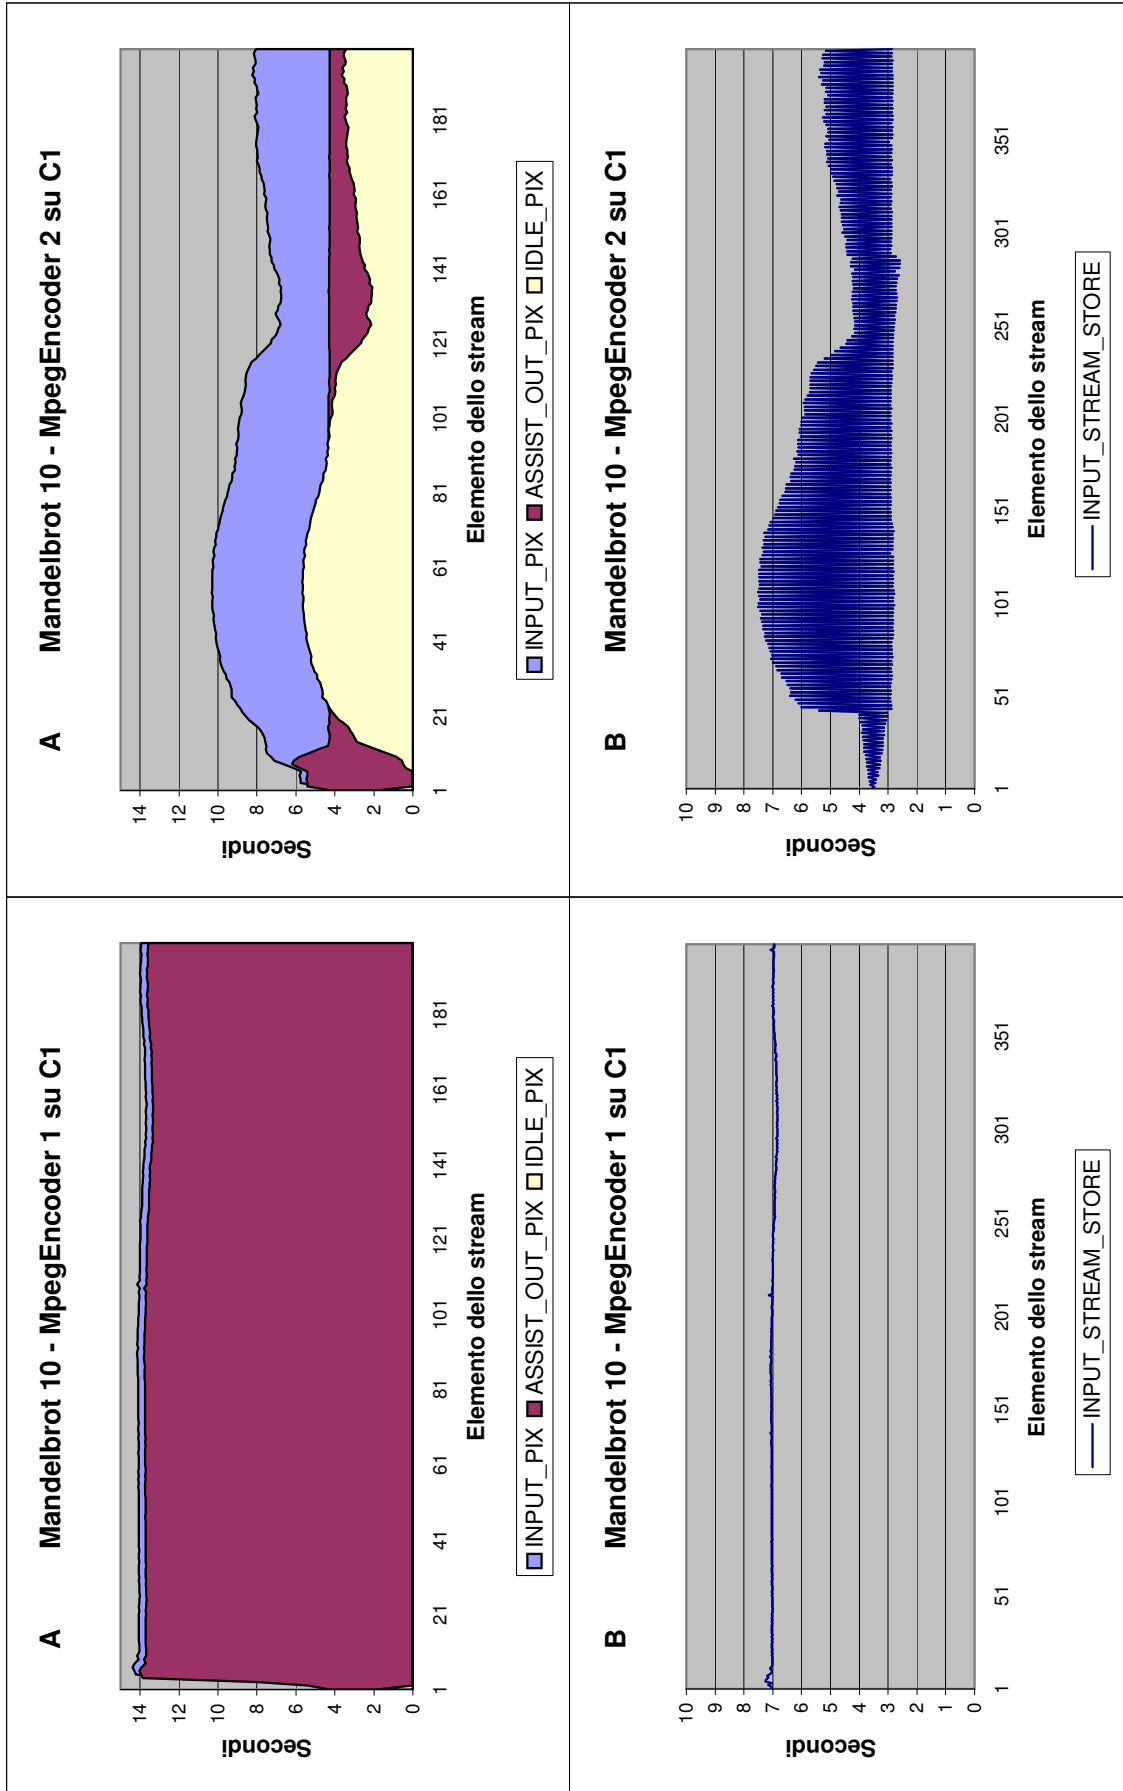 A Mandelbrot 10 - MpegEncoder 1 su C1
Secondi
14
12
10
8
6
4
2
0
1 21 41 61 81 101 121 141 161 181
Elemento dello stream
INPUT_PIX ASSIST_OUT_PIX IDLE_PIX
A Mandelbrot 10 - MpegEncoder 2 su C1
Secondi
14
12
10
8
6
4
2
0
1 21 41 61 81 101 121 141 161 181
Elemento dello stream
INPUT_PIX ASSIST_OUT_PIX IDLE_PIX
B Mandelbrot 10 - MpegEncoder 1 su C1
Secondi
10
9
8
7
6
5
4
3
2
1
0
1 51 101 151 201 251 301 351
Elemento dello stream
INPUT_STREAM_STORE
B Mandelbrot 10 - MpegEncoder 2 su C1
Secondi
10
9
8
7
6
5
4
3
2
1
0
1 51 101 151 201 251 301 351
Elemento dello stream
INPUT_STREAM_STORE